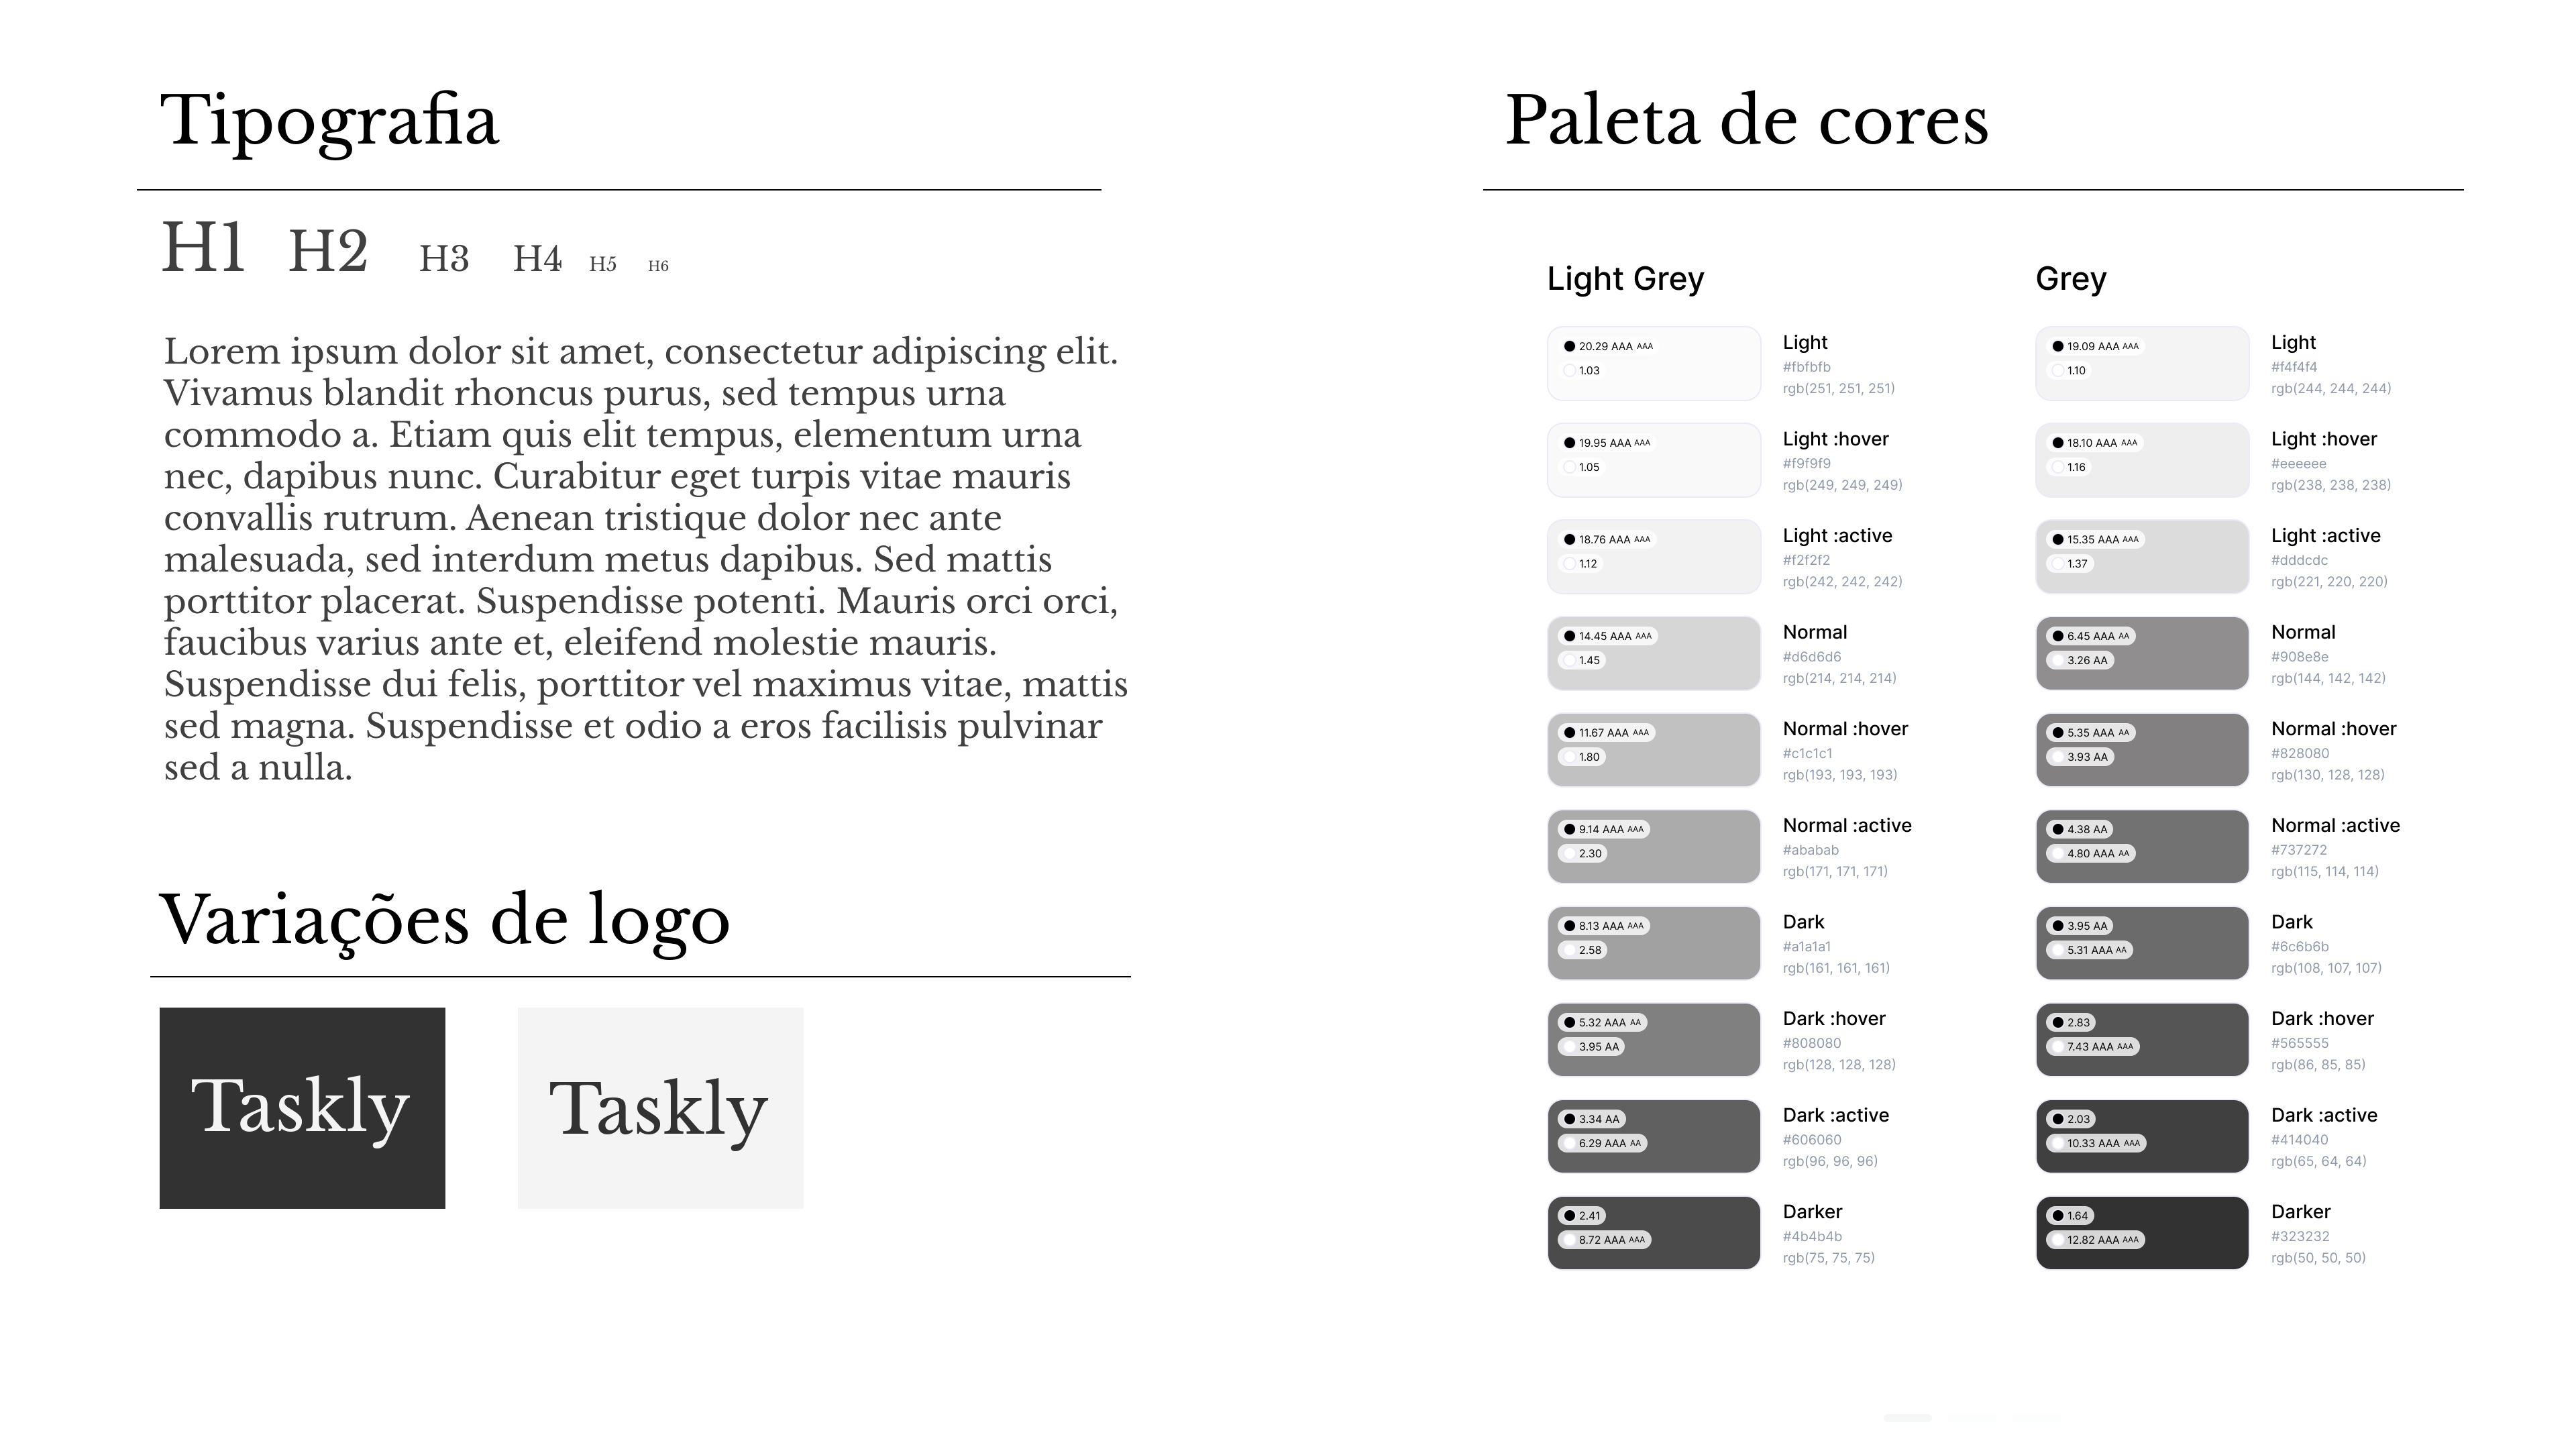 Tipografia
H1 H2 H3 H4 H5 H6
Lorem ipsum dolor sit amet, consectetur adipiscing elit.
Vivamus blandit rhoncus purus, sed tempus urna
commodo a. Etiam quis elit tempus, elementum urna
nec, dapibus nunc. Curabitur eget turpis vitae mauris
convallis rutrum. Aenean tristique dolor nec ante
malesuada, sed interdum metus dapibus. Sed mattis
porttitor placerat. Suspendisse potenti. Mauris orci orci,
faucibus varius ante et, eleifend molestie mauris.
Suspendisse dui felis, porttitor vel maximus vitae, mattis
sed magna. Suspendisse et odio a eros facilisis pulvinar
sed a nulla.
Variações de logo
Taskly
Taskly
Paleta de cores
Light Grey
20.29 AAA AAA
1.03
Light
#fbfbfb
rgb(251, 251, 251)
19.95 AAA AAA
1.05
Light :hover
#f9f9f9
rgb(249, 249, 249)
18.76 AAA AAA
1.12
Light :active
#f2f2f2
rgb(242, 242, 242)
14.45 AAA AAA
1.45
Normal
#d6d6d6
rgb(214, 214, 214)
11.67 AAA AAA
1.80
Normal :hover
#c1c1c1
rgb(193, 193, 193)
9.14 AAA AAA
2.30
Normal :active
#ababab
rgb(171, 171, 171)
8.13 AAA AAA
2.58
Dark
#a1a1a1
rgb(161, 161, 161)
5.32 AAA AA
3.95 AA
Dark :hover
#808080
rgb(128, 128, 128)
3.34 AA
6.29 AAA AA
Dark :active
#606060
rgb(96, 96, 96)
2.41
8.72 AAA AAA
Darker
#4b4b4b
rgb(75, 75, 75)
Grey
19.09 AAA AAA
1.10
Light
#f4f4f4
rgb(244, 244, 244)
18.10 AAA AAA
1.16
Light :hover
#eeeeee
rgb(238, 238, 238)
15.35 AAA AAA
1.37
Light :active
#dddcdc
rgb(221, 220, 220)
6.45 AAA AA
3.26 AA
Normal
#908e8e
rgb(144, 142, 142)
5.35 AAA AA
3.93 AA
Normal :hover
#828080
rgb(130, 128, 128)
4.38 AA
4.80 AAA AA
Normal :active
#737272
rgb(115, 114, 114)
3.95 AA
5.31 AAA AA
Dark
#6c6b6b
rgb(108, 107, 107)
2.83
7.43 AAA AAA
Dark :hover
#565555
rgb(86, 85, 85)
2.03
10.33 AAA AAA
Dark :active
#414040
rgb(65, 64, 64)
1.64
12.82 AAA AAA
Darker
#323232
rgb(50, 50, 50)